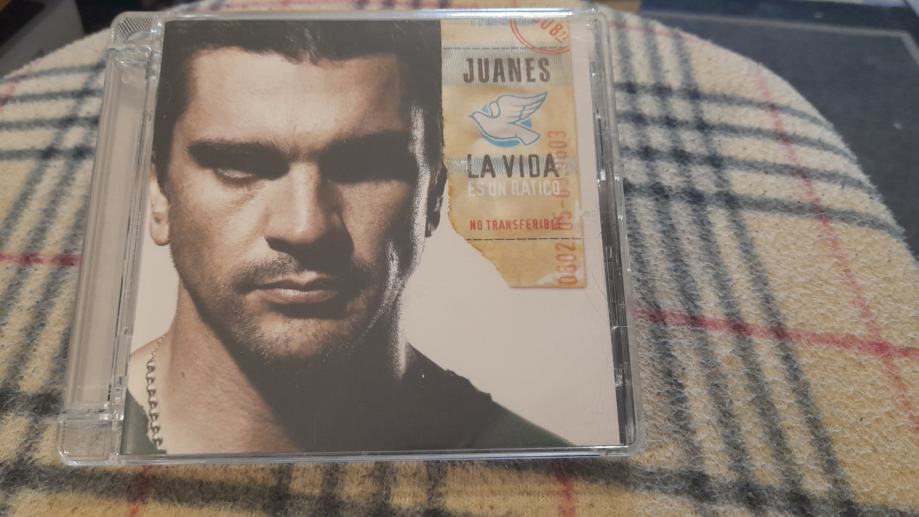 JUANES
LA VIDA
ES UN RATICO
NO TRANSFERIBLE